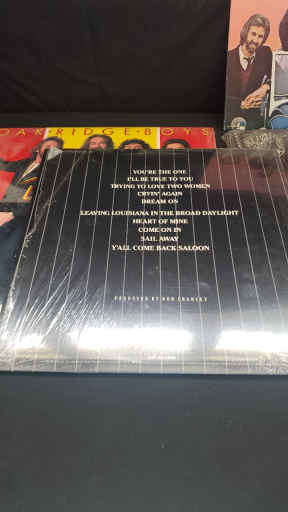 OAK RIDGE BOYS
YOU'RE THE ONE
I'LL BE TRUE TO YOU
TRYING TO LOVE TWO WOMEN
CRYIN' AGAIN
DREAM ON
LEAVING LOUISIANA IN THE BROAD DAYLIGHT
HEART OF MINE
COME ON IN
SAIL AWAY
Y'ALL COME BACK SALOON
PRODUCED BY RON CHANCEY